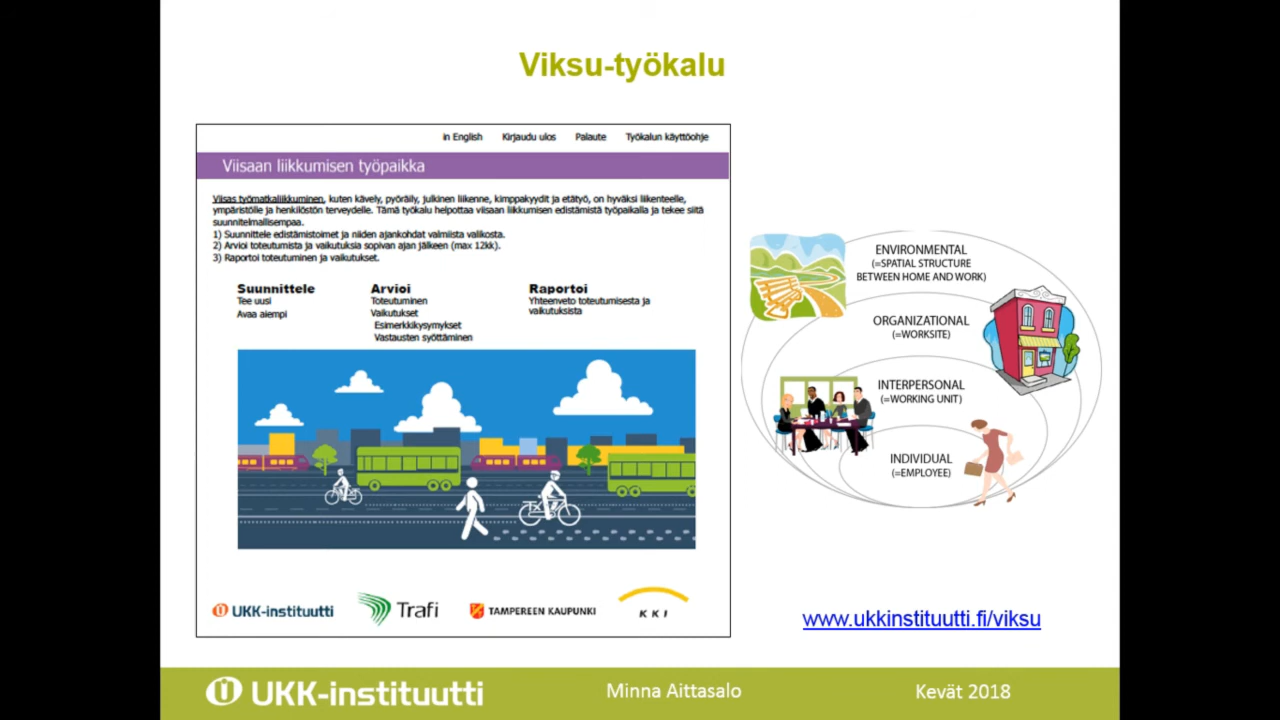 Viksu-työkalu
in English Kirjaudu ulos Palaute Työkalun käyttöohje
Viisaan liikkumisen työpaikka
Viisas työmatkaliikkuminen, kuten kävely, pyöräily, julkinen liikenne, kimppakyydit ja etätyö, on hyväksi liikenteelle,
ympäristölle ja henkilöstön terveydelle. Tämä työkalu helpottaa viisaan liikkumisen edistämistä työpaikalla ja tekee siitä
suunnitelmallisempaa.
1) Suunnittele edistämistoimet ja niiden ajankohdat valmiista valikosta.
2) Arvioi toteutumista ja vaikutuksia sopivan ajan jälkeen (max 12kk).
3) Raportoi toteutuminen ja vaikutukset.
Suunnittele
Tee uusi
Avaa aiempi
Arvioi
Toteutuminen
Vaikutukset
Esimerkkikysymykset
Vastausten syöttäminen
Raportoi
Yhteenveto toteutumisesta ja
vaikutuksista
UKK-instituutti Trafi TAMPEREEN KAUPUNKI KKI
ENVIRONMENTAL
(=SPATIAL STRUCTURE
BETWEEN HOME AND WORK)
ORGANIZATIONAL
(=WORKSITE)
INTERPERSONAL
(=WORKING UNIT)
INDIVIDUAL
(=EMPLOYEE)
www.ukkinstituutti.fi/viksu
UKK-instituutti Minna Aittasalo Kevät 2018